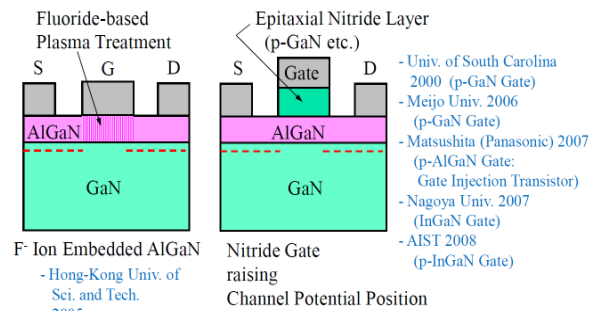 Fluoride-based
Plasma Treatment
S G D
AlGaN
GaN
F- Ion Embedded AlGaN
- Hong-Kong Univ. of
Sci. and Tech.
Epitaxial Nitride Layer
(p-GaN etc.)
S Gate D
AlGaN
GaN
Nitride Gate
raising
Channel Potential Position
- Univ. of South Carolina
2000 (p-GaN Gate)
- Meijo Univ. 2006
(p-GaN Gate)
- Matsushita (Panasonic) 2007
(p-AlGaN Gate:
Gate Injection Transistor)
- Nagoya Univ. 2007
(InGaN Gate)
- AIST 2008
(p-InGaN Gate)